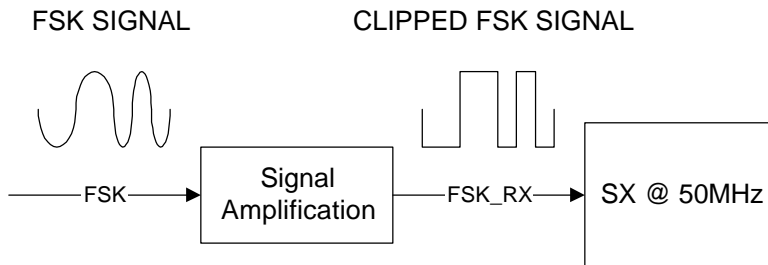 FSK SIGNAL
CLIPPED FSK SIGNAL
FSK
Signal
Amplification
FSK_RX
SX @ 50MHz